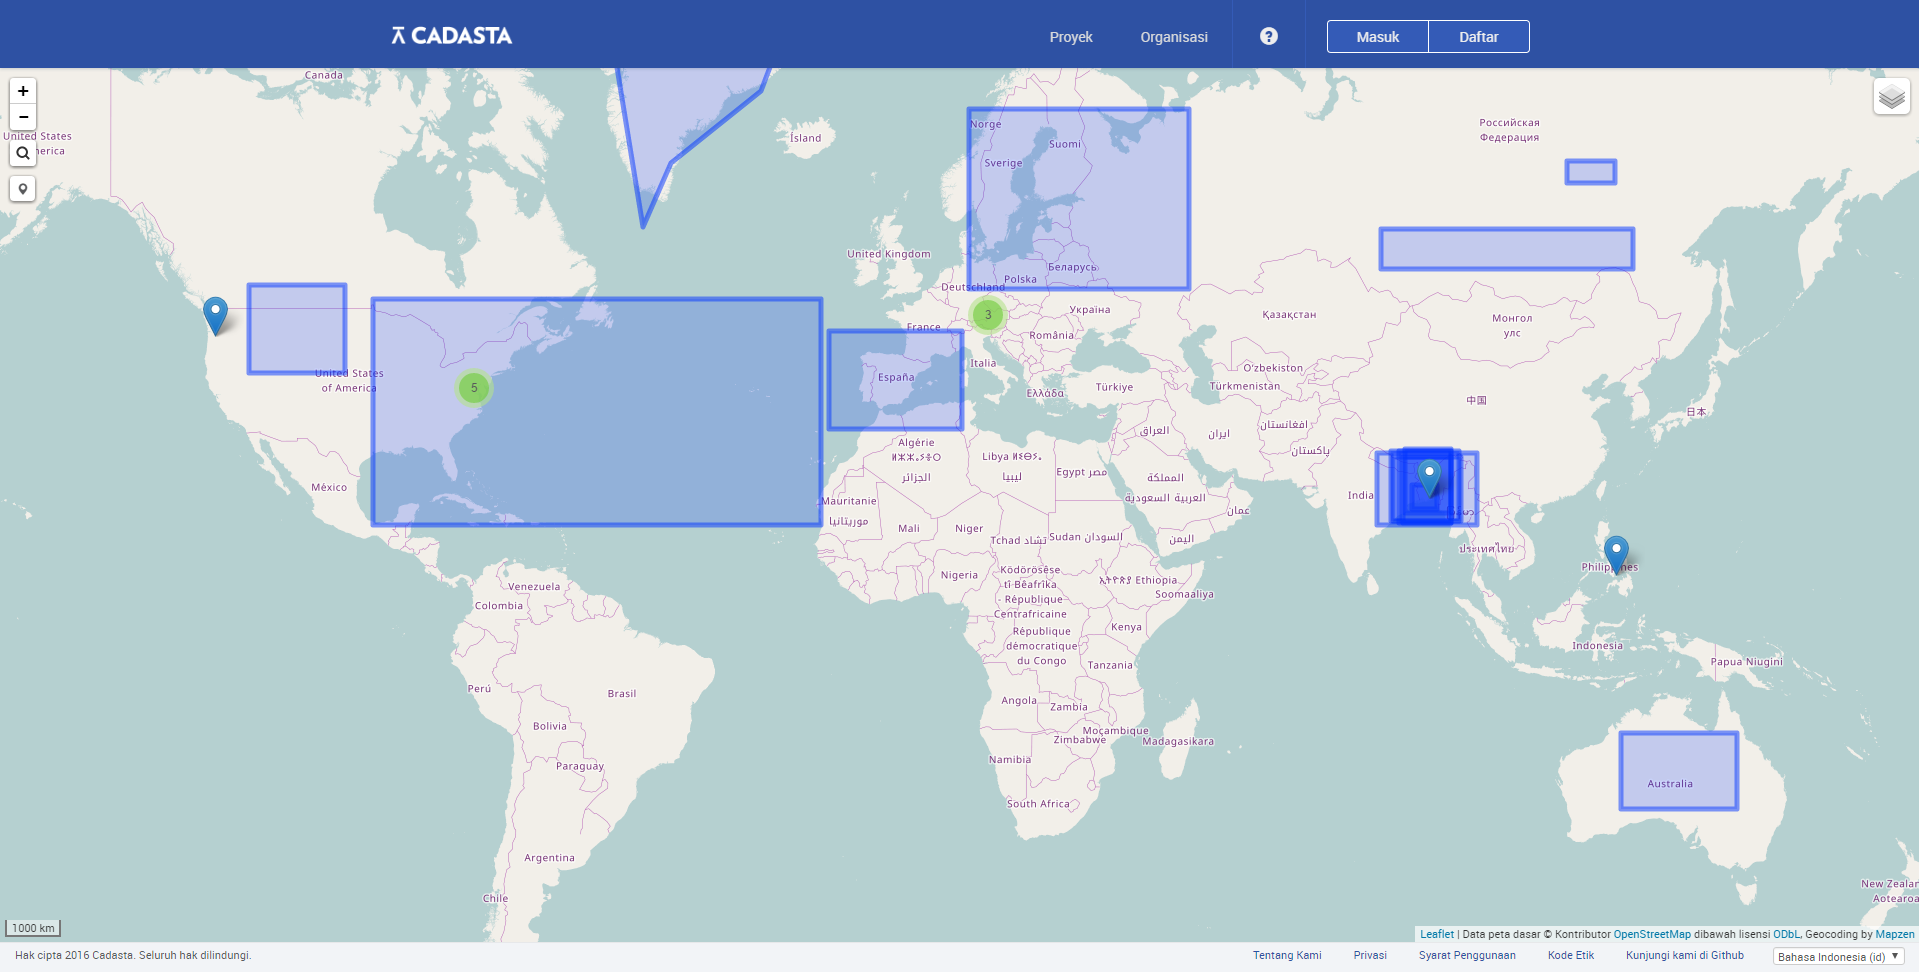 CADASTA
Proyek
Organisasi
?
Masuk
Daftar
+
−
Canada
United States
Ísland
Norge
Suomi
Sverige
Российская
Федерация
United Kingdom
Беларусь
Polska
Deutschland
3
France
Україна
România
Қазақстан
Монгол
улс
United States
of America
5
España
Italia
Ελλάδα
Türkiye
O'zbekiston
Türkmenistan
中国
日本
افغانستان
العراق
ایران
پاکستان
Algérie
ⵍⵣⵣⴰⵢⴻⵔ
الجزائر
Libya
ليبيا
Egypt مصر
المملكة
العربية السعودية
عمان
México
Mauritanie
موريتانيا
Mali
Niger
Tchad تشاد
Sudan السودان
اليمن
India
ประเทศไทย
Philippines
Venezuela
Colombia
Nigeria
Ködörösêse
tî Bêafrîka
- République
Centrafricaine
ኢትዮጵያ Ethiopia
Soomaaliya
République
démocratique
du Congo
Kenya
Tanzania
Indonesia
Papua Niugini
Perú
Brasil
Bolivia
Angola
Zambia
Moçambique
Zimbabwe
Madagasikara
Namibia
Paraguay
South Africa
Australia
Argentina
Chile
New Zealan
Aotearoa
1000 km
Leaflet | Data peta dasar © Kontributor OpenStreetMap dibawah lisensi ODbL, Geocoding by Mapzen
Hak cipta 2016 Cadasta. Seluruh hak dilindungi.
Tentang Kami
Privasi
Syarat Penggunaan
Kode Etik
Kunjungi kami di Github
Bahasa Indonesia (id)